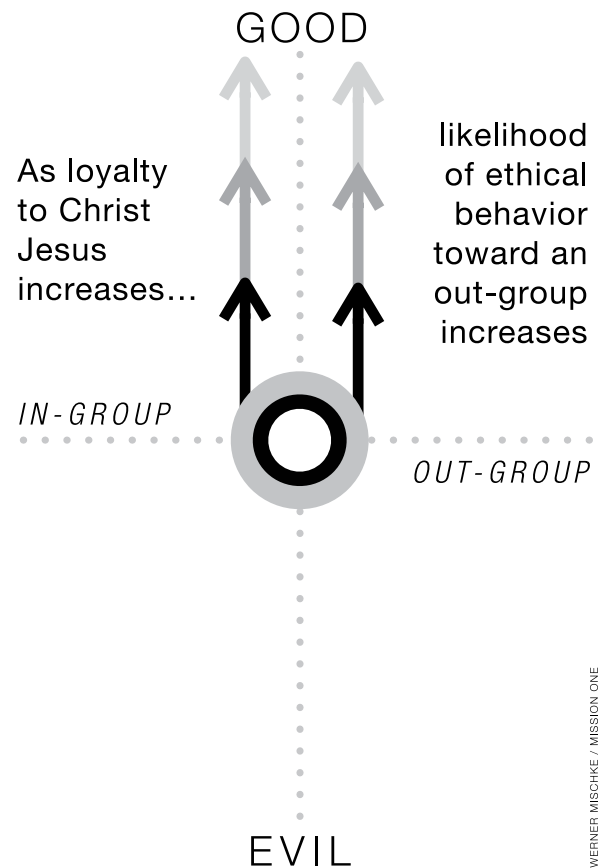 GOOD
As loyalty
to Christ
Jesus
increases...
likelihood
of ethical
behavior
toward an
out-group
increases
IN-GROUP
OUT-GROUP
EVIL
WERNER MISCHKE / MISSION ONE